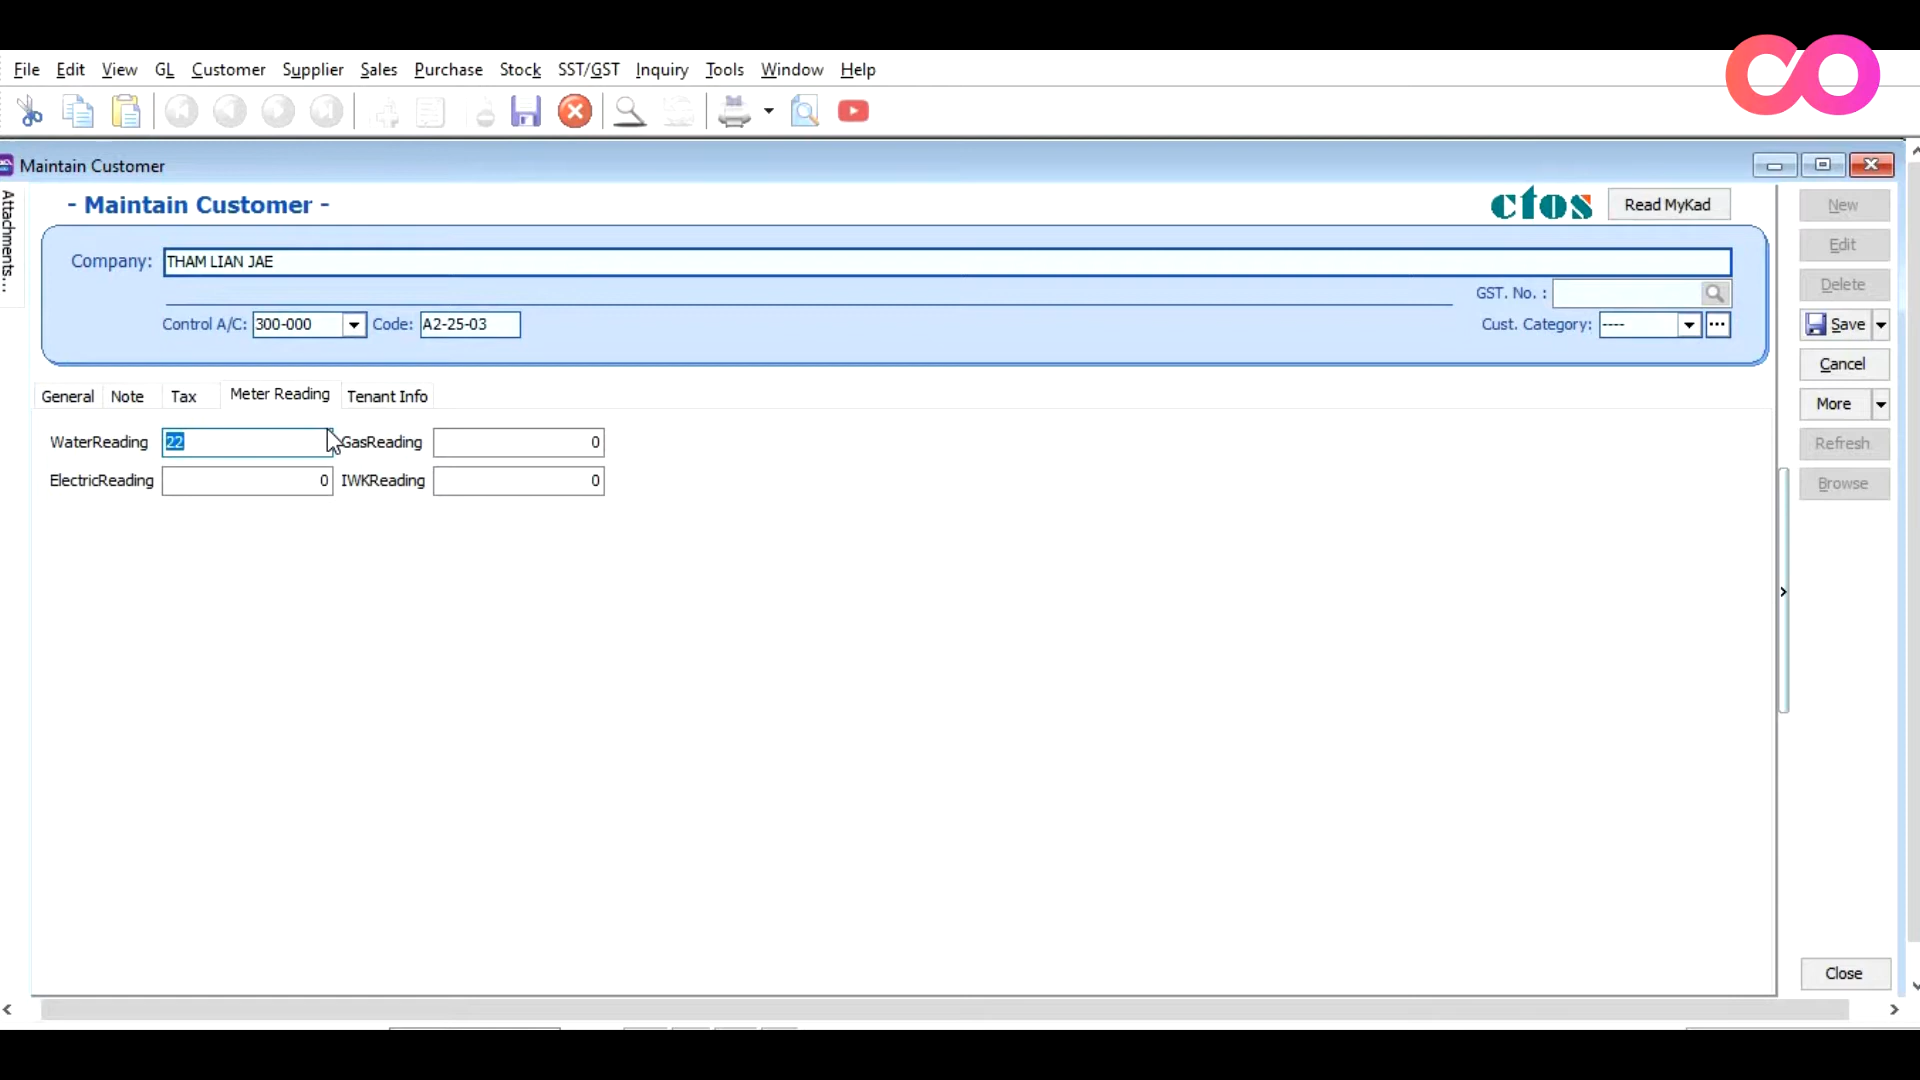 File Edit View GL Customer Supplier Sales Purchase Stock SST/GST Inquiry Tools Window Help
Maintain Customer
Attachments...
- Maintain Customer -
ctos
Read MyKad
New
Company: THAM LIAN JAE
Edit
GST. No. :
Delete
Control A/C: 300-000 Code: A2-25-03
Cust. Category: ----
Save
Cancel
General Note Tax Meter Reading Tenant Info
More
WaterReading 22 GasReading 0
Refresh
ElectricReading 0 IWKReading 0
Browse
Close